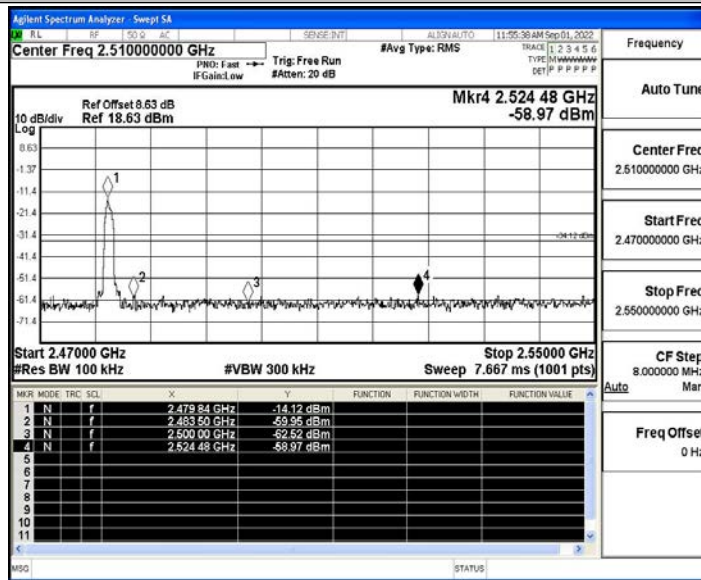 Agilent Spectrum Analyzer - Swept SA
RL RF 50 Ω AC SENSE:INT ALIGNAUTO 11:55:38 AM Sep 01, 2022
Center Freq 2.510000000 GHz
PNO: Fast
IFGain:Low
Trig: Free Run
#Atten: 20 dB
#Avg Type: RMS
TRACE 1 2 3 4 5 6
TYPE M W W W W W
DET P P P P P P
Ref Offset 8.63 dB
10 dB/div Ref 18.63 dBm
Log
Mkr4 2.524 48 GHz
-58.97 dBm
8.63
-1.37
-11.4
-21.4
-31.4
-41.4
-51.4
-61.4
-71.4
1
2
3
4
-34.12 dBm
Start 2.47000 GHz Stop 2.55000 GHz
#Res BW 100 kHz #VBW 300 kHz Sweep 7.667 ms (1001 pts)
MKR MODE TRC SCL X Y FUNCTION FUNCTION WIDTH FUNCTION VALUE
1 N f 2.479 84 GHz -14.12 dBm
2 N f 2.483 50 GHz -59.95 dBm
3 N f 2.500 00 GHz -62.52 dBm
4 N f 2.524 48 GHz -58.97 dBm
5
6
7
8
9
10
11
MSG STATUS
Frequency
Auto Tune
Center Freq
2.510000000 GHz
Start Freq
2.470000000 GHz
Stop Freq
2.550000000 GHz
CF Step
8.000000 MHz
Auto Man
Freq Offset
0 Hz